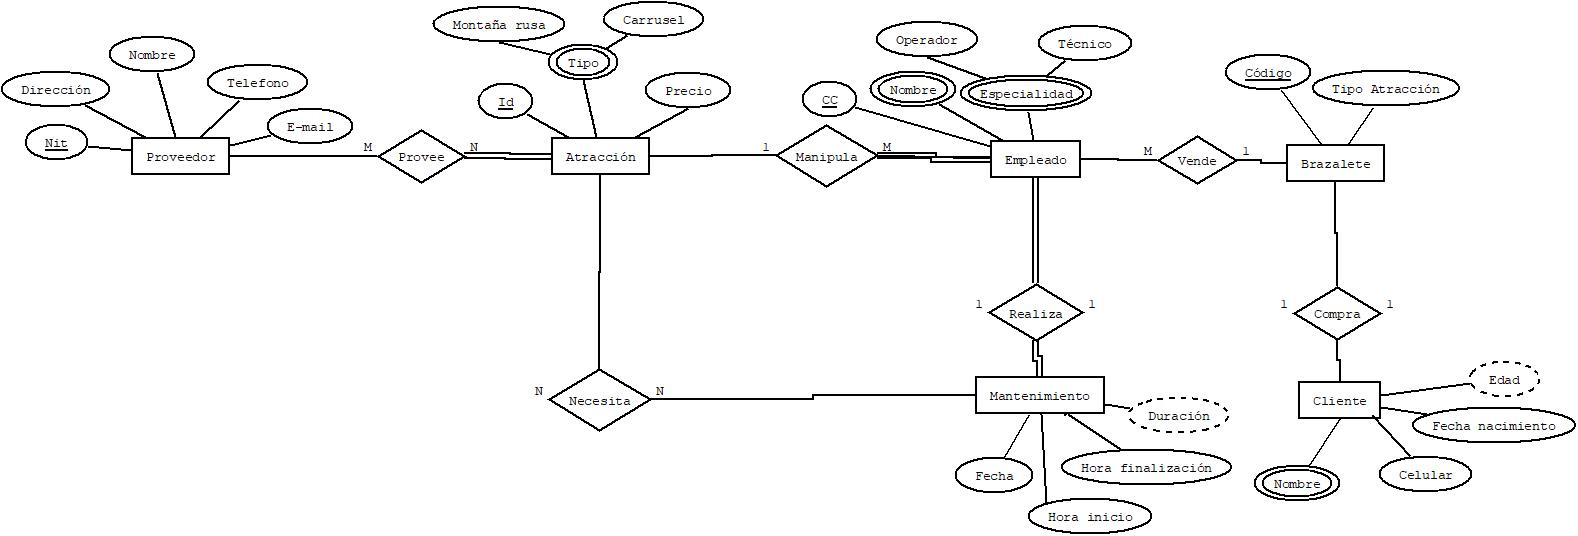 Montaña rusa
Carrusel
Operador
Técnico
Nombre
Tipo
Código
Dirección
Telefono
Id
Precio
CC
Nombre
Especialidad
Tipo Atracción
Nit
E-mail
Proveedor
M
Provee
N
Atracción
1
Manipula
M
Empleado
M
Vende
1
Brazalete
1
Realiza
1
1
Compra
1
N
Necesita
N
Mantenimiento
Duración
Cliente
Edad
Fecha nacimiento
Fecha
Hora finalización
Nombre
Celular
Hora inicio